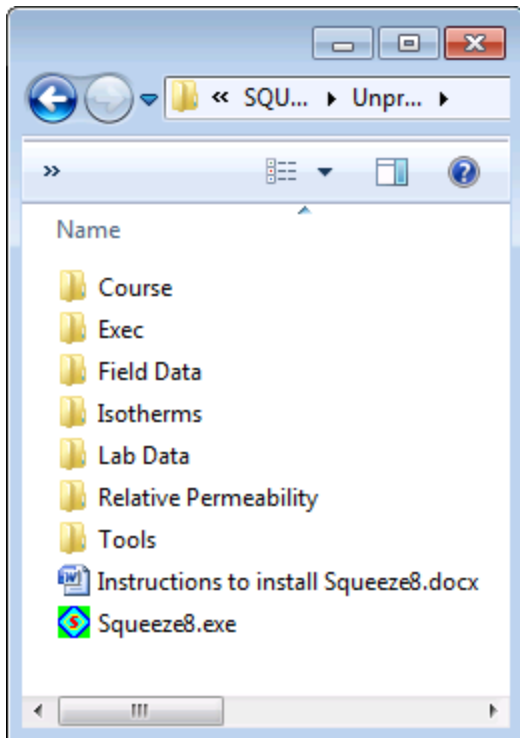 « SQU... ▸ Unpr... ▸
»
Name
Course
Exec
Field Data
Isotherms
Lab Data
Relative Permeability
Tools
Instructions to install Squeeze8.docx
Squeeze8.exe